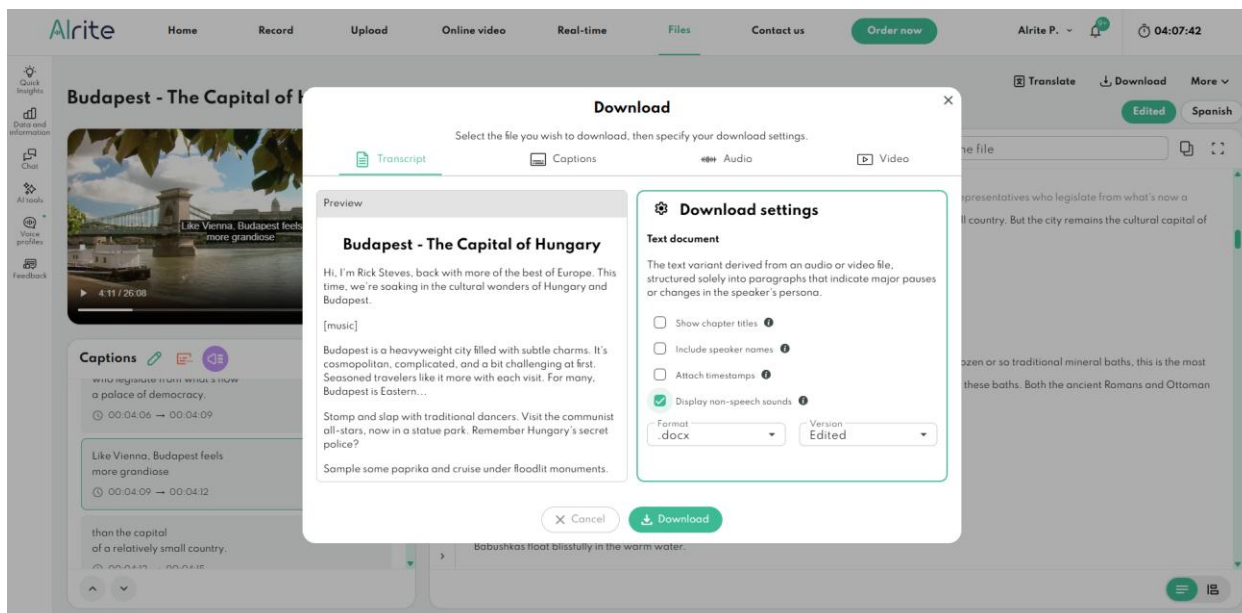 Alrite
Home
Record
Upload
Online video
Real-time
Files
Contact us
Order now
Alrite P.
9+
04:07:42
Quick
Insights
Data and
information
Chat
AI tools
Voice
profiles
Feedback
Budapest - The Capital of H
Translate
Download
More
Edited
Spanish
Like Vienna, Budapest feels
more grandiose
4:11 / 26:08
Captions
who legislate from what's now
a palace of democracy.
00:04:06 → 00:04:09
Like Vienna, Budapest feels
more grandiose
00:04:09 → 00:04:12
than the capital
of a relatively small country.
00:04:12 → 00:04:15
Download
Select the file you wish to download, then specify your download settings.
Transcript
Captions
Audio
Video
Preview
Budapest - The Capital of Hungary
Hi, I'm Rick Steves, back with more of the best of Europe. This
time, we're soaking in the cultural wonders of Hungary and
Budapest.
[music]
Budapest is a heavyweight city filled with subtle charms. It's
cosmopolitan, complicated, and a bit challenging at first.
Seasoned travelers like it more with each visit. For many,
Budapest is Eastern...
Stomp and slap with traditional dancers. Visit the communist
all-stars, now in a statue park. Remember Hungary's secret
police?
Sample some paprika and cruise under floodlit monuments.
Download settings
Text document
The text variant derived from an audio or video file,
structured solely into paragraphs that indicate major pauses
or changes in the speaker's persona.
Show chapter titles
Include speaker names
Attach timestamps
Display non-speech sounds
Format
.docx
Version
Edited
Cancel
Download
he file
presentatives who legislate from what's now a
ll country. But the city remains the cultural capital of
ozen or so traditional mineral baths, this is the most
these baths. Both the ancient Romans and Ottoman
Babushkas float blissfully in the warm water.